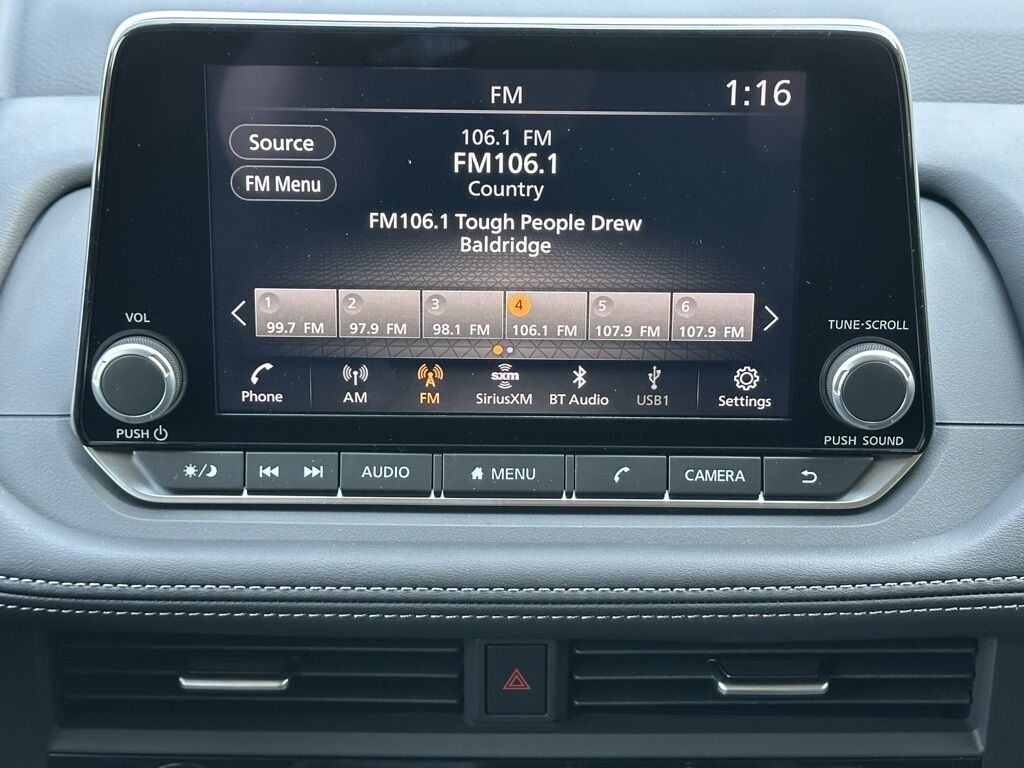 FM
1:16
Source
FM Menu
106.1 FM
FM106.1
Country
FM106.1 Tough People Drew
Baldridge
1
2
3
4
5
6
99.7 FM
97.9 FM
98.1 FM
106.1 FM
107.9 FM
107.9 FM
Phone
AM
FM
sxm
SiriusXM
BT Audio
USB1
Settings
VOL
PUSH
TUNE·SCROLL
PUSH SOUND
AUDIO
MENU
CAMERA